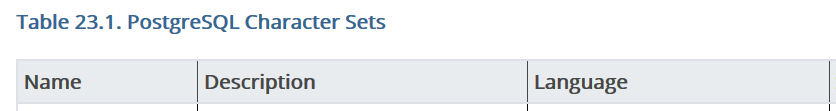 Table 23.1. PostgreSQL Character Sets
Name Description Language